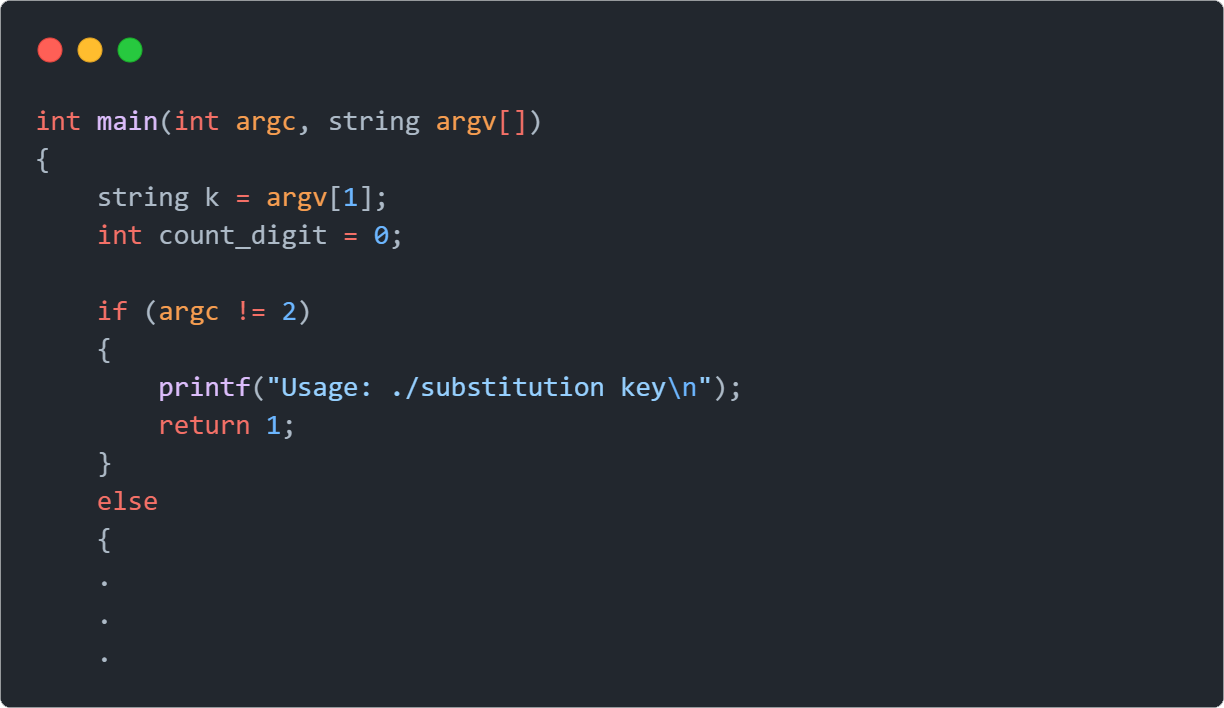 int main(int argc, string argv[])
{
    string k = argv[1];
    int count_digit = 0;

    if (argc != 2)
    {
        printf("Usage: ./substitution key\n");
        return 1;
    }
    else
    {
    .
    .
    .